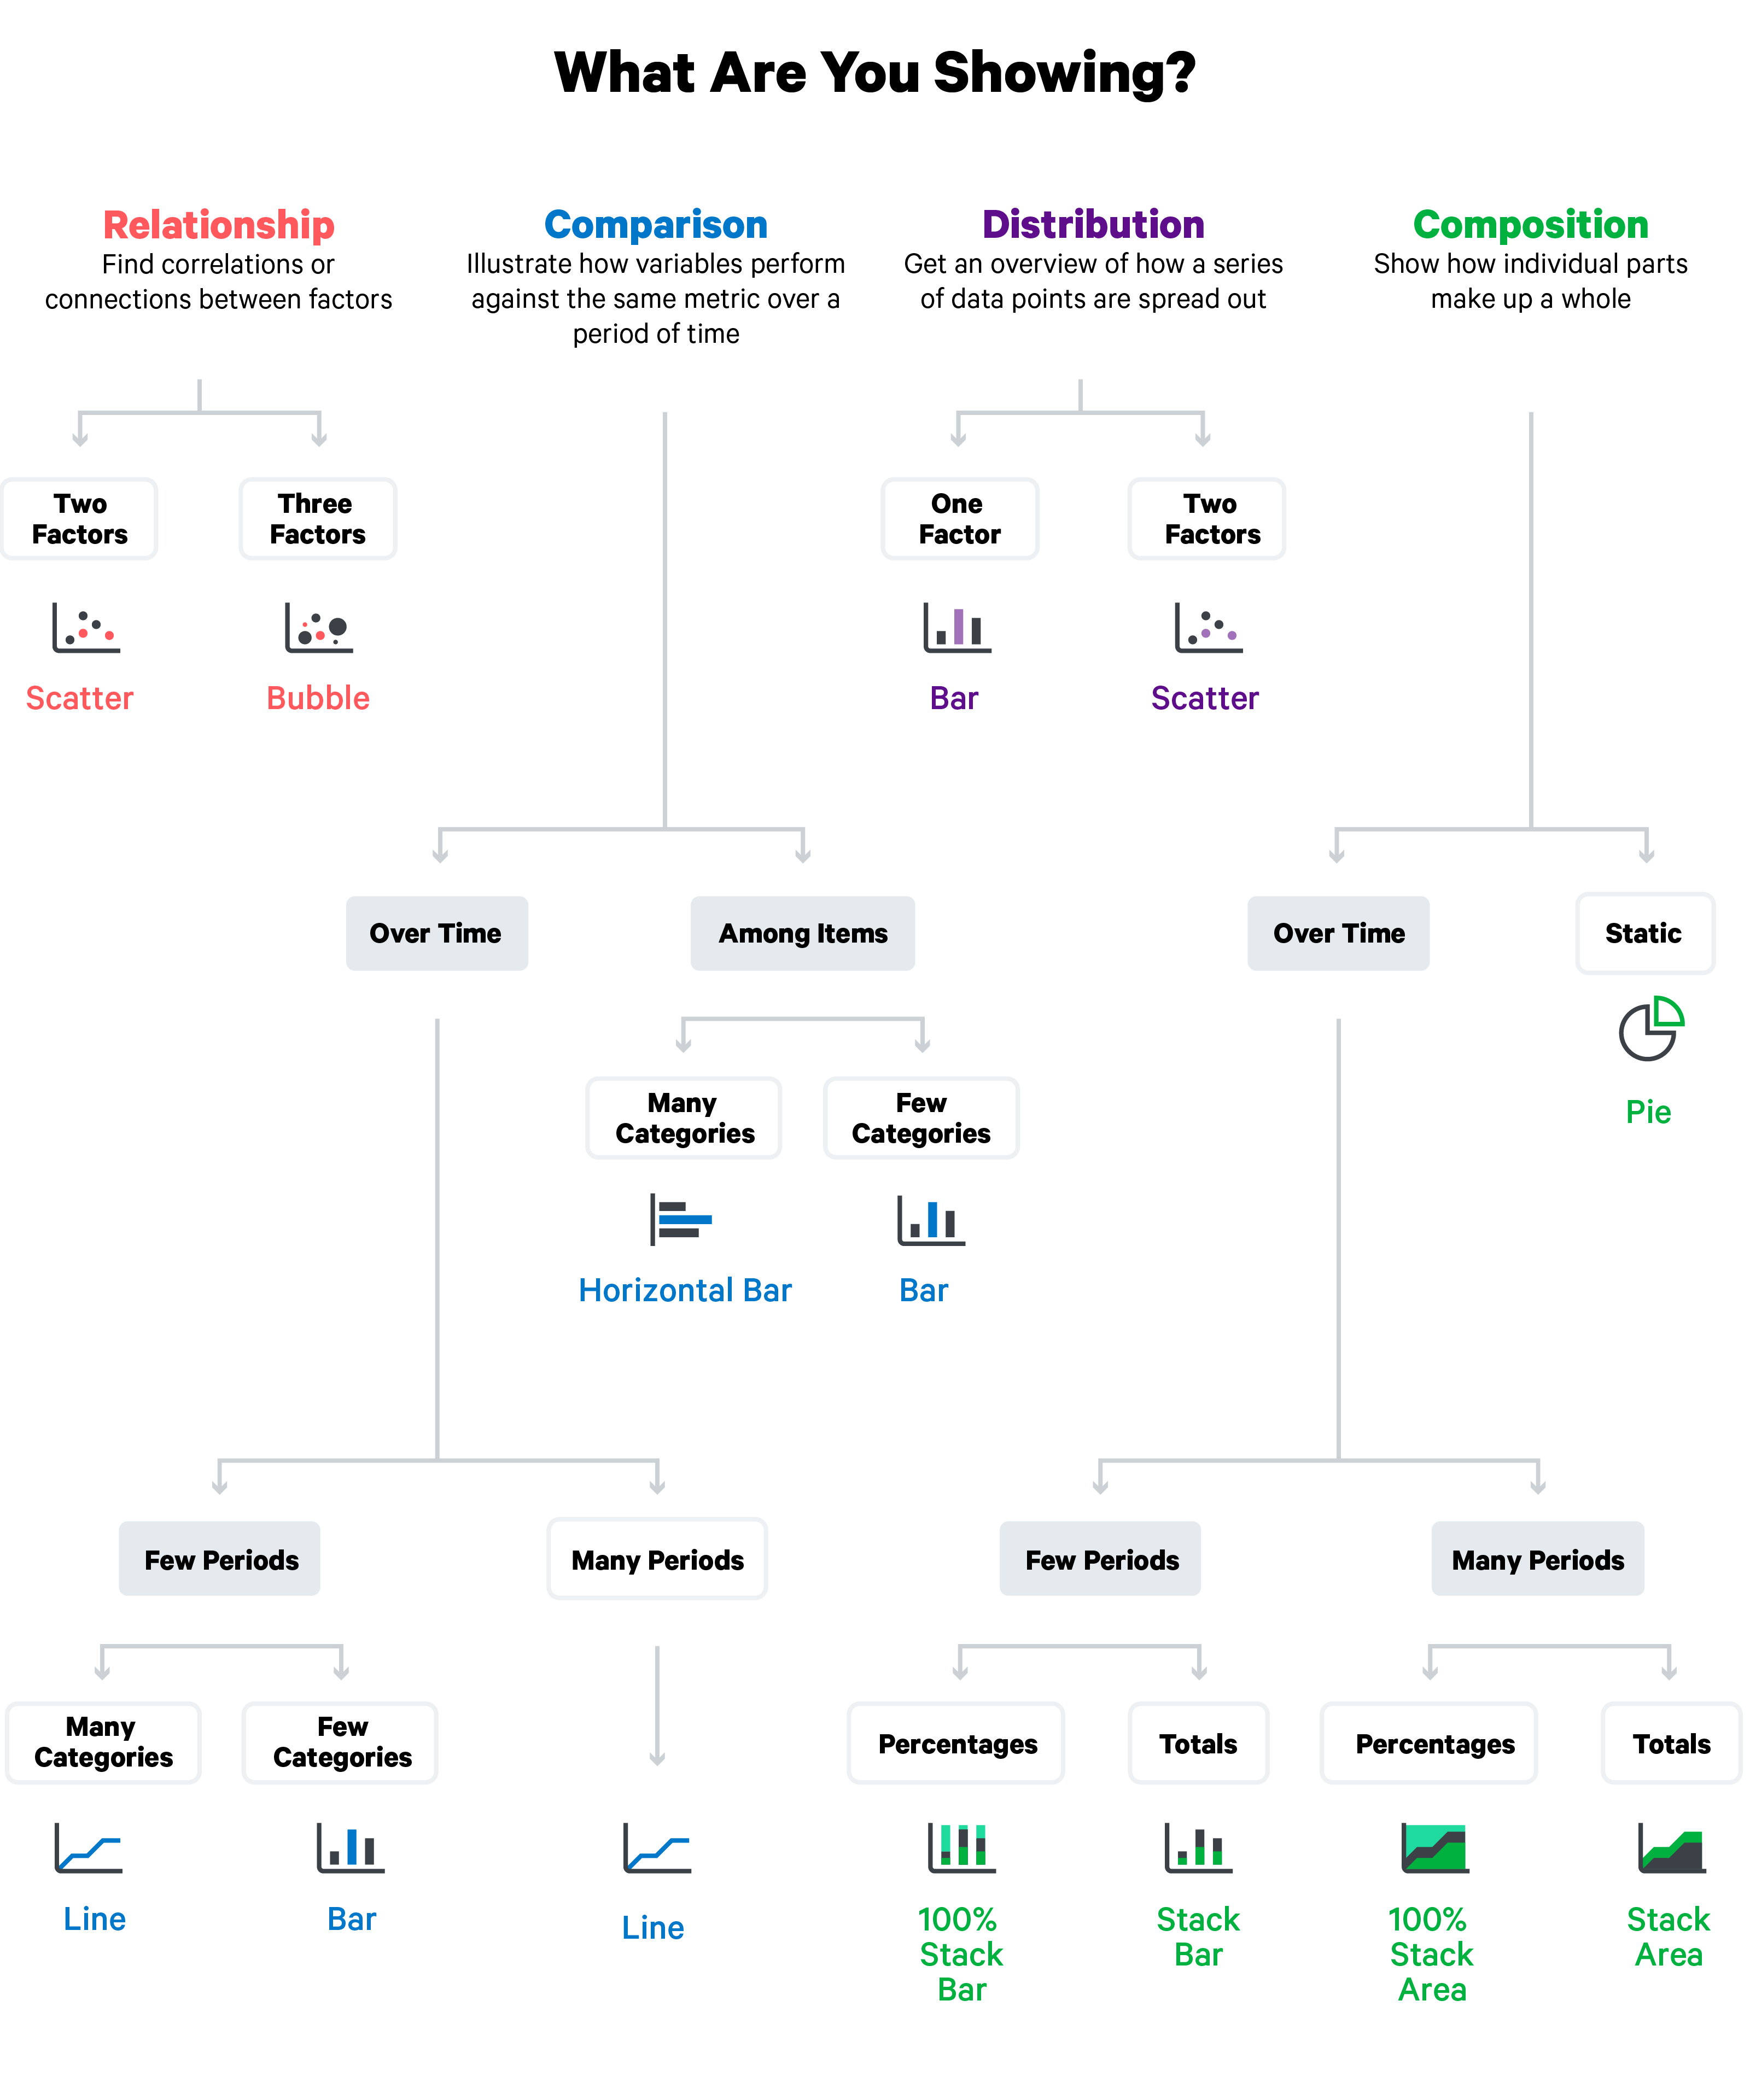 What Are You Showing?
Relationship
Find correlations or
connections between factors
Comparison
Illustrate how variables perform
against the same metric over a
period of time
Distribution
Get an overview of how a series
of data points are spread out
Composition
Show how individual parts
make up a whole
Two
Factors
Three
Factors
One
Factor
Two
Factors
Scatter
Bubble
Bar
Scatter
Over Time
Among Items
Over Time
Static
Many
Categories
Few
Categories
Pie
Horizontal Bar
Bar
Few Periods
Many Periods
Few Periods
Many Periods
Many
Categories
Few
Categories
Percentages
Totals
Percentages
Totals
Line
Bar
Line
100%
Stack
Bar
Stack
Bar
100%
Stack
Area
Stack
Area